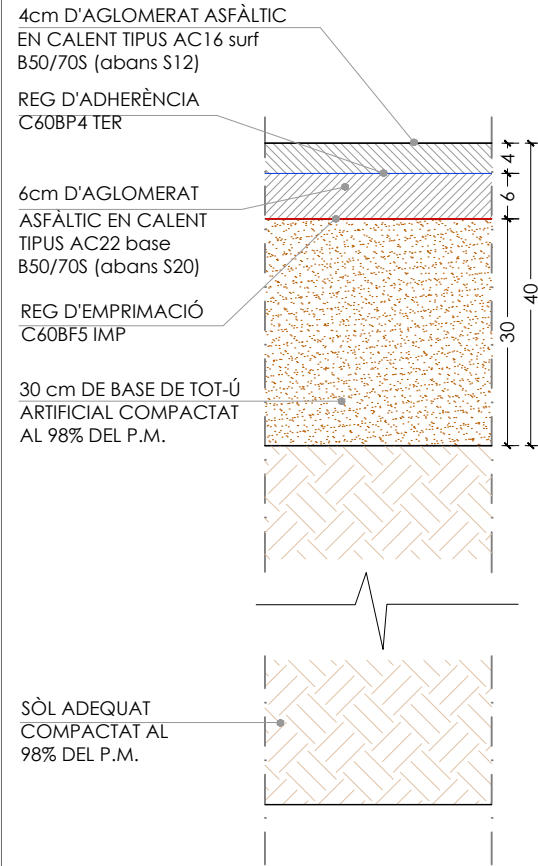 4cm D'AGLOMERAT ASFÀLTIC
EN CALENT TIPUS AC16 surf
B50/70S (abans S12)
REG D'ADHERÈNCIA
C60BP4 TER
6cm D'AGLOMERAT
ASFÀLTIC EN CALENT
TIPUS AC22 base
B50/70S (abans S20)
REG D'EMPRIMACIÓ
C60BF5 IMP
30 cm DE BASE DE TOT-Ú
ARTIFICIAL COMPACTAT
AL 98% DEL P.M.
SÒL ADEQUAT
COMPACTAT AL
98% DEL P.M.
4
6
30
40